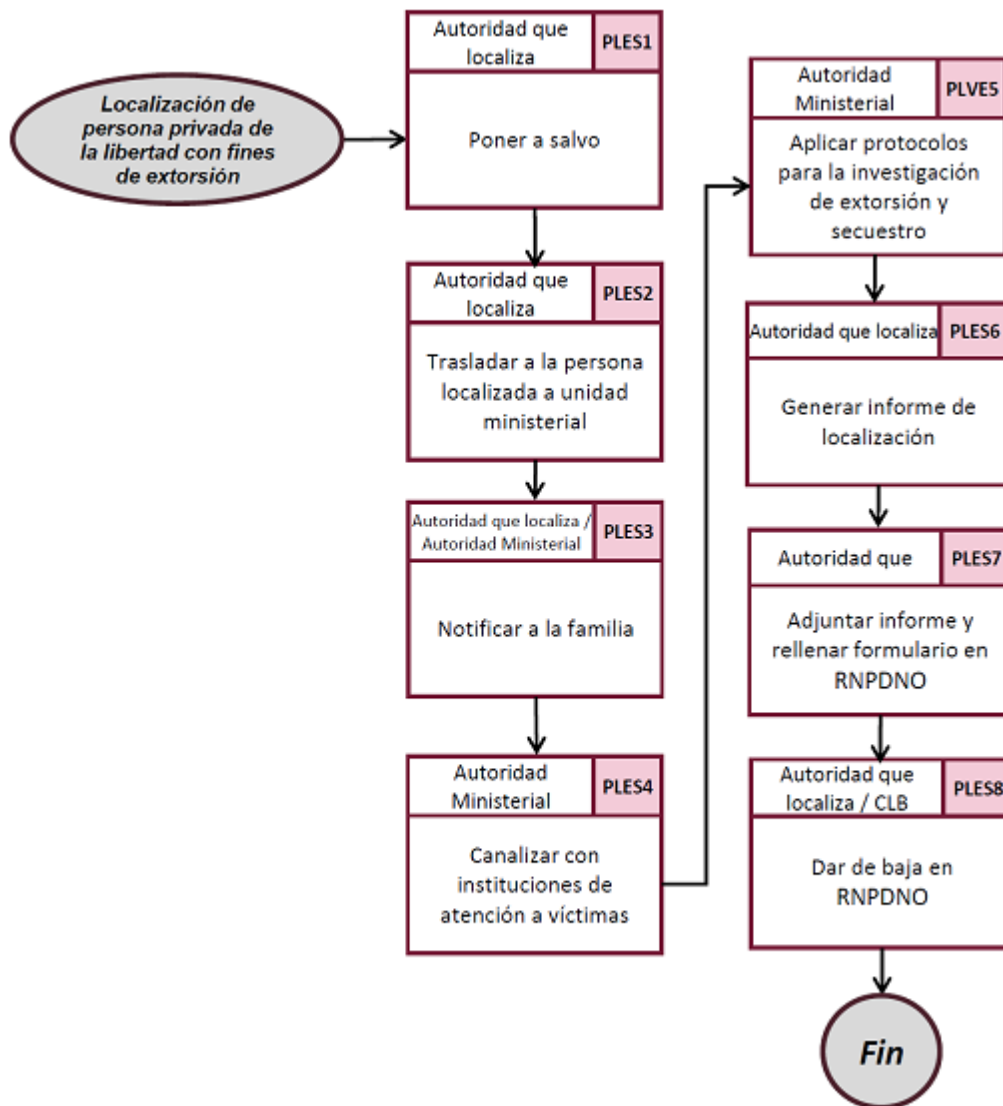 Localización de
persona privada de
la libertad con fines
de extorsión
Autoridad que
localiza
PLES1
Poner a salvo
Autoridad que
localiza
PLES2
Trasladar a la persona
localizada a unidad
ministerial
Autoridad que localiza /
Autoridad Ministerial
PLES3
Notificar a la familia
Autoridad
Ministerial
PLES4
Canalizar con
instituciones de
atención a víctimas
Autoridad
Ministerial
PLVE5
Aplicar protocolos
para la investigación
de extorsión y
secuestro
Autoridad que localiza
PLES6
Generar informe de
localización
Autoridad que
PLES7
Adjuntar informe y
rellenar formulario en
RNPDNO
Autoridad que
localiza / CLB
PLES8
Dar de baja en
RNPDNO
Fin